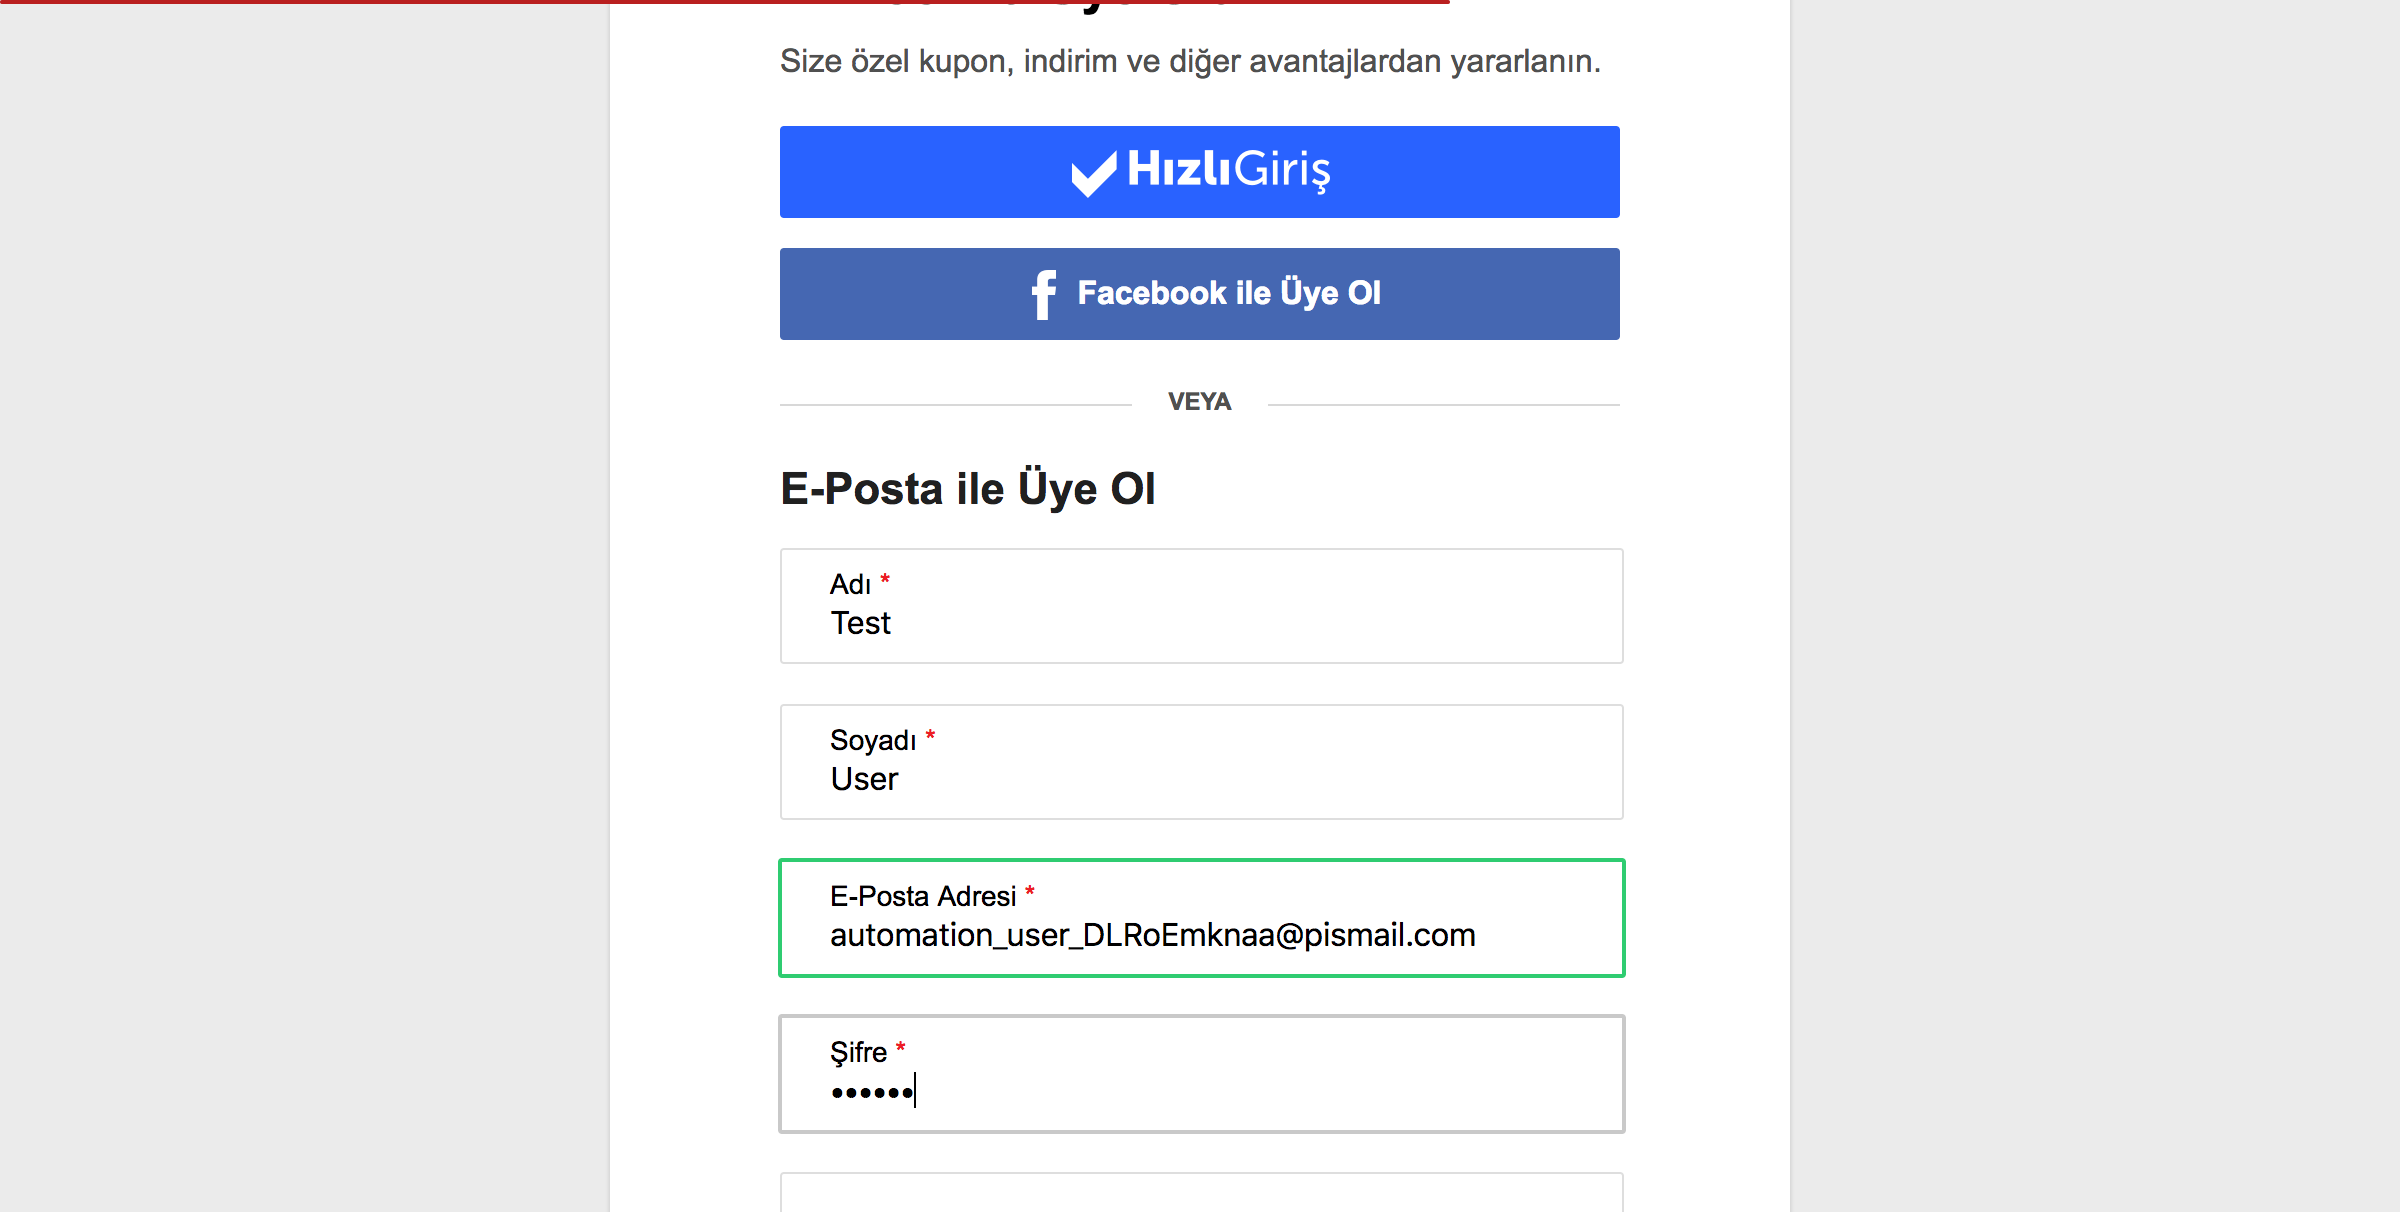 Size özel kupon, indirim ve diğer avantajlardan yararlanın.
HızlıGiriş
Facebook ile Üye Ol
VEYA
E-Posta ile Üye Ol
Adı *
Test
Soyadı *
User
E-Posta Adresi *
automation_user_DLRoEmknaa@pismail.com
Şifre *
••••••